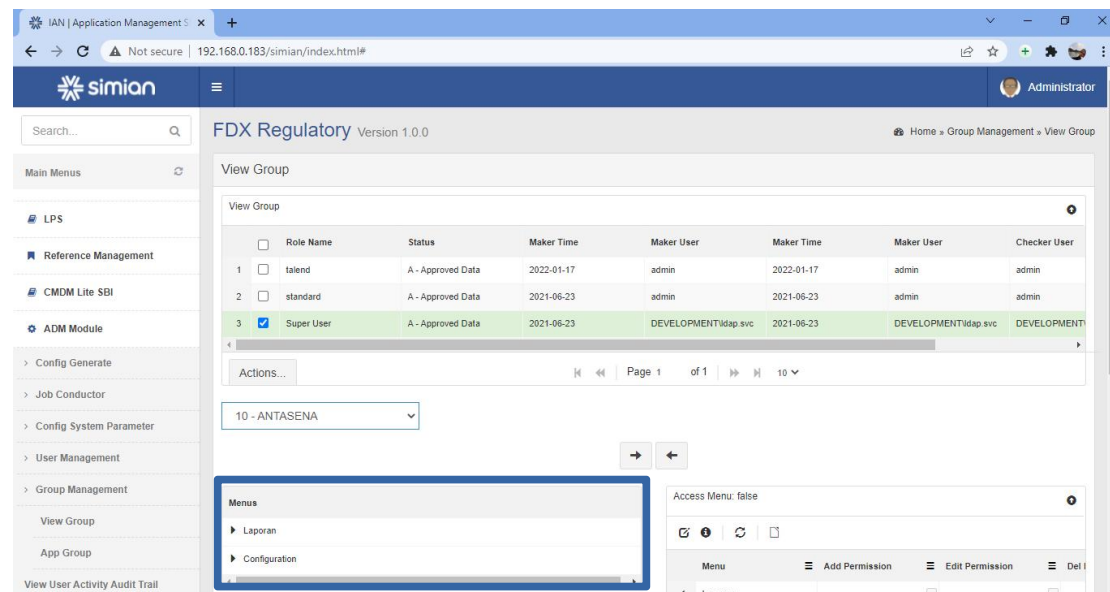 IAN | Application Management S
Not secure | 192.168.0.183/simian/index.html#
simian
Administrator
Search...
FDX Regulatory Version 1.0.0
Home » Group Management » View Group
Main Menus
View Group
View Group
LPS
Role Name Status Maker Time Maker User Maker Time Maker User Checker User
Reference Management
1 talend A - Approved Data 2022-01-17 admin 2022-01-17 admin admin
CMDM Lite SBI
2 standard A - Approved Data 2021-06-23 admin 2021-06-23 admin admin
ADM Module
3 Super User A - Approved Data 2021-06-23 DEVELOPMENT\ldap.svc 2021-06-23 DEVELOPMENT\ldap.svc DEVELOPMENT\
Config Generate
Actions... Page 1 of 1 10
Job Conductor
10 - ANTASENA
Config System Parameter
User Management
Group Management
Menus
Access Menu: false
View Group
Laporan
App Group
Configuration
Menu Add Permission Edit Permission Del
View User Activity Audit Trail